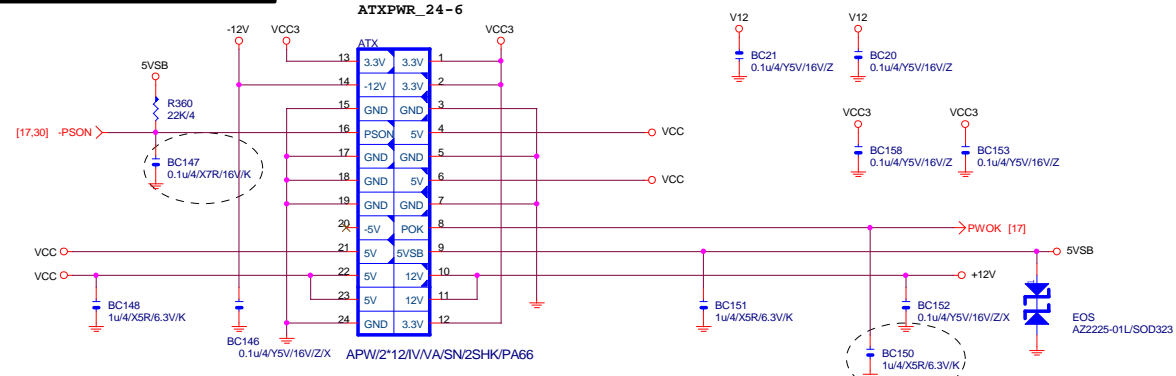 ATXPWR_24-6
-12V
VCC3
VCC3
V12
V12
ATX
BC21
0.1u/4/Y5V/16V/Z
BC20
0.1u/4/Y5V/16V/Z
5VSB
R360
22K/4
[17,30] -PSON
BC147
0.1u/4/X7R/16V/K
13 3.3V 3.3V 1
14 -12V 3.3V 2
15 GND GND 3
16 PSON 5V 4
17 GND GND 5
18 GND 5V 6
19 GND GND 7
20 -5V POK 8
21 5V 5VSB 9
22 5V 12V 10
23 5V 12V 11
24 GND 3.3V 12
VCC
VCC
VCC3
VCC3
BC158
0.1u/4/Y5V/16V/Z
BC153
0.1u/4/Y5V/16V/Z
PWOK [17]
VCC
VCC
5VSB
+12V
BC148
1u/4/X5R/6.3V/K
BC146
0.1u/4/Y5V/16V/Z/X
APW/2*12/IV/VA/SN/2SHK/PA66
BC151
1u/4/X5R/6.3V/K
BC152
0.1u/4/Y5V/16V/Z/X
EOS
AZ2225-01L/SOD323
BC150
1u/4/X5R/6.3V/K